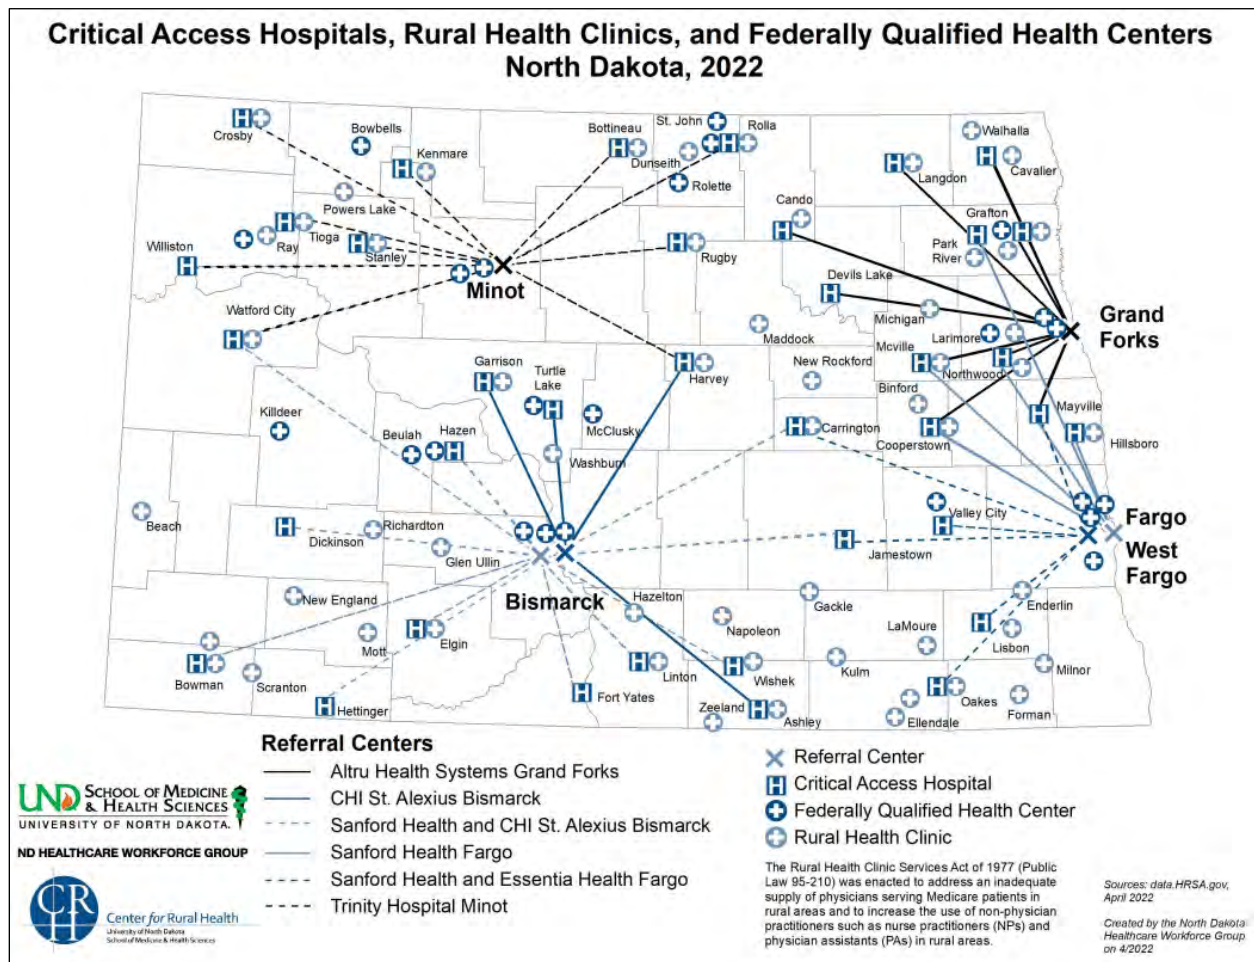 Critical Access Hospitals, Rural Health Clinics, and Federally Qualified Health Centers
North Dakota, 2022
Crosby
Bowbells
Kenmare
Powers Lake
Williston
Ray
Tioga
Stanley
Minot
Bottineau
St. John
Rolla
Dunseith
Rolette
Rugby
Cando
Devils Lake
Langdon
Walhalla
Cavalier
Grafton
Park
River
Michigan
Larimore
Grand
Forks
Watford City
Garrison
Turtle
Lake
McClusky
Harvey
Maddock
New Rockford
Mcville
Northwood
Binford
Cooperstown
Mayville
Hillsboro
Killdeer
Beulah
Hazen
Washburn
Carrington
Beach
Dickinson
Richardton
Glen Ullin
Bismarck
Jamestown
Valley City
Fargo
West
Fargo
New England
Mott
Elgin
Hazelton
Napoleon
Gackle
LaMoure
Enderlin
Lisbon
Milnor
Bowman
Scranton
Hettinger
Fort Yates
Linton
Wishek
Kulm
Zeeland
Ashley
Ellendale
Oakes
Forman
Referral Centers
Altru Health Systems Grand Forks
CHI St. Alexius Bismarck
Sanford Health and CHI St. Alexius Bismarck
Sanford Health Fargo
Sanford Health and Essentia Health Fargo
Trinity Hospital Minot
Referral Center
H Critical Access Hospital
Federally Qualified Health Center
Rural Health Clinic
The Rural Health Clinic Services Act of 1977 (Public
Law 95-210) was enacted to address an inadequate
supply of physicians serving Medicare patients in
rural areas and to increase the use of non-physician
practitioners such as nurse practitioners (NPs) and
physician assistants (PAs) in rural areas.
Sources: data.HRSA.gov,
April 2022
Created by the North Dakota
Healthcare Workforce Group
on 4/2022
UND SCHOOL OF MEDICINE
& HEALTH SCIENCES
UNIVERSITY OF NORTH DAKOTA.
ND HEALTHCARE WORKFORCE GROUP
CRH
Center for Rural Health
University of North Dakota
School of Medicine & Health Sciences